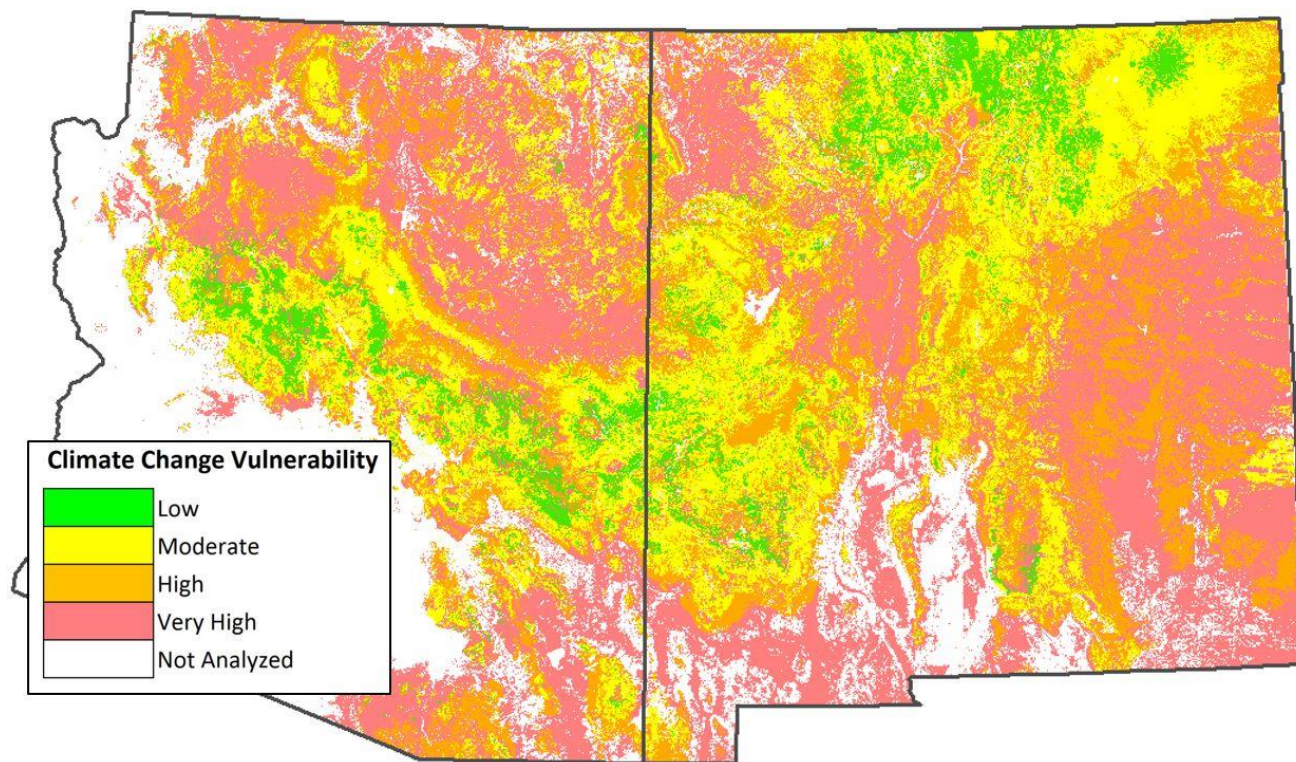 Climate Change Vulnerability
Low
Moderate
High
Very High
Not Analyzed